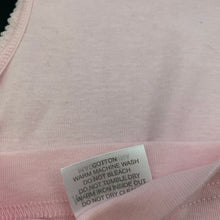 COTTON
WARM MACHINE WASH
DO NOT BLEACH
DO NOT TUMBLE DRY
WARM IRON INSIDE OUT
DO NOT DRY CLEAN